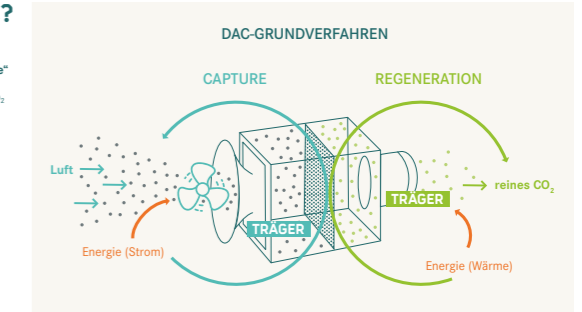 ?
e“
z
DAC-GRUNDVERFAHREN
CAPTURE
REGENERATION
Luft
reines CO₂
TRÄGER
TRÄGER
Energie (Strom)
Energie (Wärme)